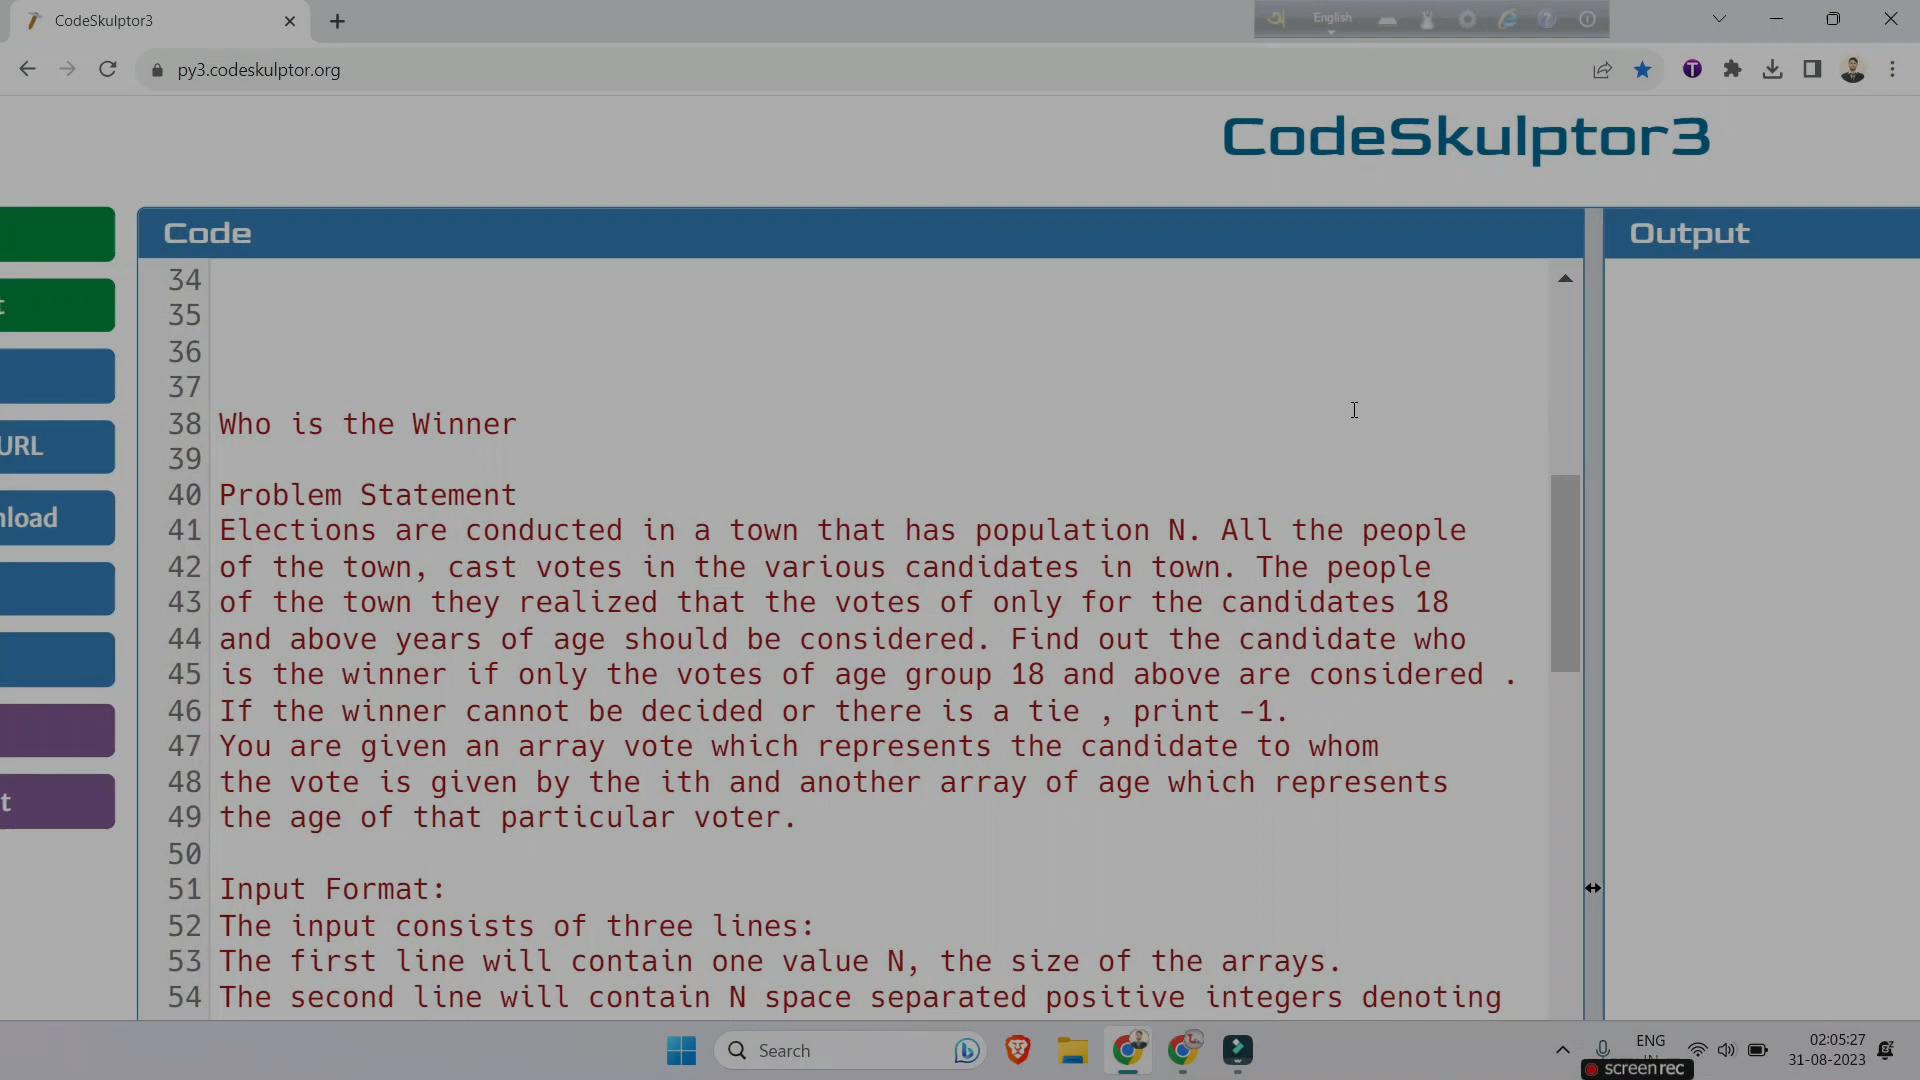 CodeSkulptor3
English
py3.codeskulptor.org
CodeSkulptor3
Code
Output
URL
nload
t
t
34
35
36
37
38 Who is the Winner
39
40 Problem Statement
41 Elections are conducted in a town that has population N. All the people
42 of the town, cast votes in the various candidates in town. The people
43 of the town they realized that the votes of only for the candidates 18
44 and above years of age should be considered. Find out the candidate who
45 is the winner if only the votes of age group 18 and above are considered .
46 If the winner cannot be decided or there is a tie , print -1.
47 You are given an array vote which represents the candidate to whom
48 the vote is given by the ith and another array of age which represents
49 the age of that particular voter.
50
51 Input Format:
52 The input consists of three lines:
53 The first line will contain one value N, the size of the arrays.
54 The second line will contain N space separated positive integers denoting
Search
ENG
02:05:27
31-08-2023
screenrec